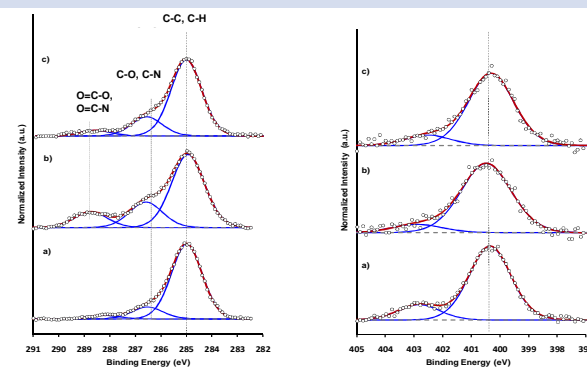 C-C, C-H
C-O, C-N
O=C-O,
O=C-N
c)
b)
a)
Normalized Intensity (a.u.)
291 290 289 288 287 286 285 284 283 282
Binding Energy (eV)
c)
b)
a)
Normalized Intensity (a.u.)
405 404 403 402 401 400 399 398
Binding Energy (eV)